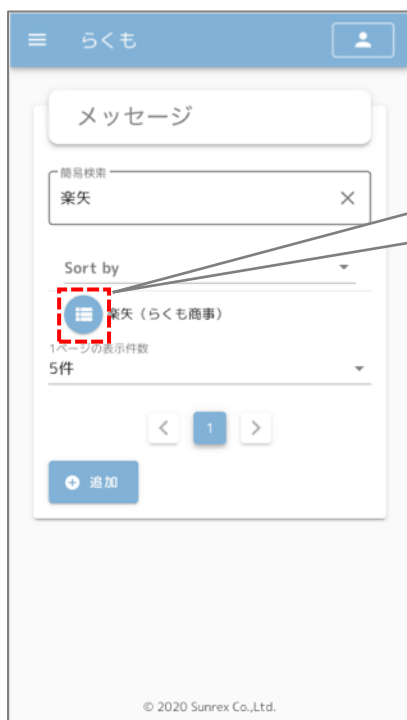 らくも
メッセージ
簡易検索
楽矢
Sort by
楽矢（らくも商事）
1ページの表示件数
5件
1
追加
© 2020 Sunrex Co.,Ltd.